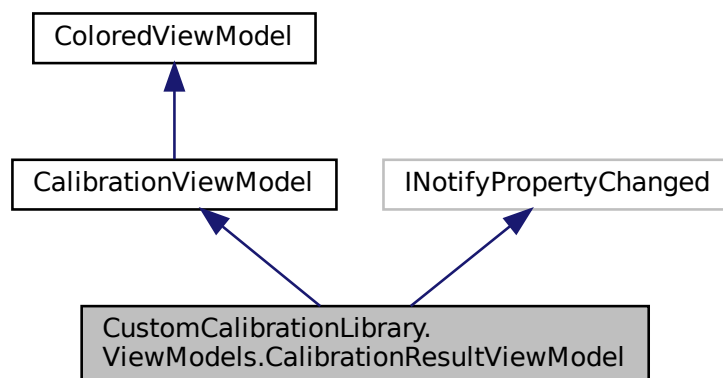 ColoredViewModel
CalibrationViewModel
INotifyPropertyChanged
CustomCalibrationLibrary.
ViewModels.CalibrationResultViewModel